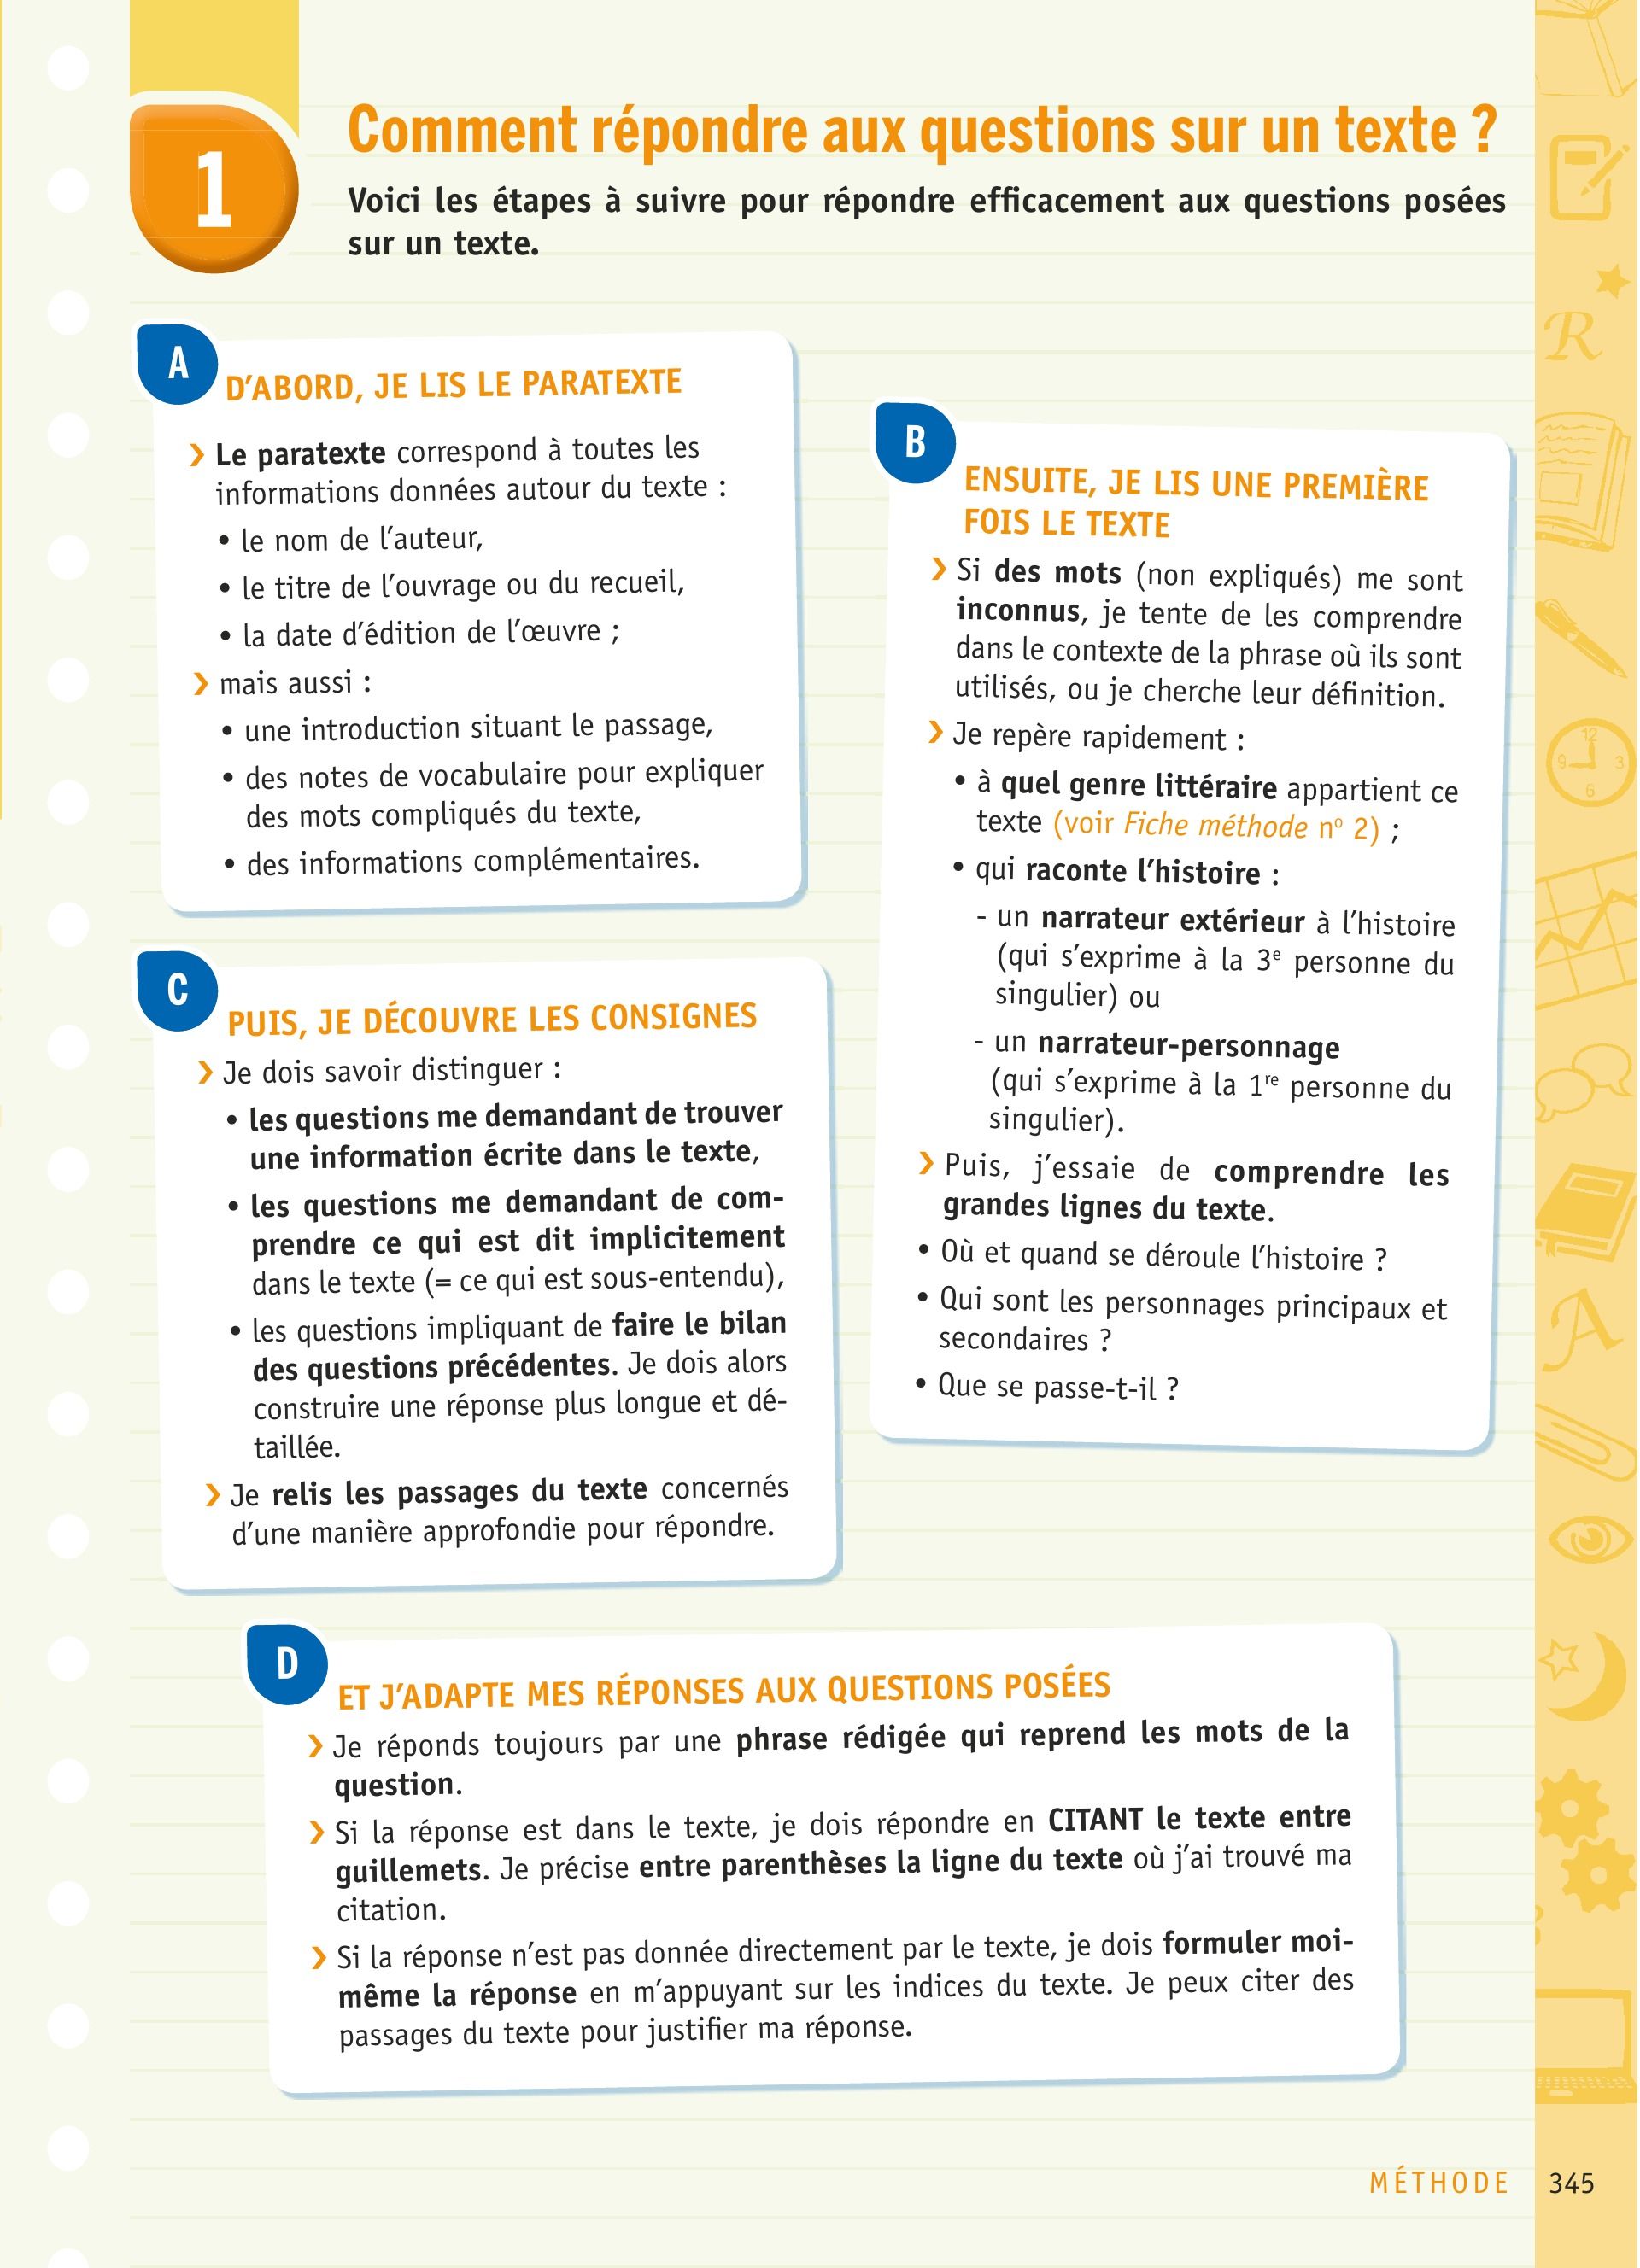 1
Comment répondre aux questions sur un texte ?
Voici les étapes à suivre pour répondre efficacement aux questions posées
sur un texte.
A
D'ABORD, JE LIS LE PARATEXTE
❯ Le paratexte correspond à toutes les
informations données autour du texte :
• le nom de l'auteur,
• le titre de l'ouvrage ou du recueil,
• la date d'édition de l'œuvre ;
❯ mais aussi :
• une introduction situant le passage,
• des notes de vocabulaire pour expliquer
des mots compliqués du texte,
• des informations complémentaires.
B
ENSUITE, JE LIS UNE PREMIÈRE
FOIS LE TEXTE
❯ Si des mots (non expliqués) me sont
inconnus, je tente de les comprendre
dans le contexte de la phrase où ils sont
utilisés, ou je cherche leur définition.
❯ Je repère rapidement :
• à quel genre littéraire appartient ce
texte (voir Fiche méthode nº 2) ;
• qui raconte l'histoire :
- un narrateur extérieur à l'histoire
(qui s'exprime à la 3e personne du
singulier) ou
- un narrateur-personnage
(qui s'exprime à la 1re personne du
singulier).
❯ Puis, j'essaie de comprendre les
grandes lignes du texte.
• Où et quand se déroule l'histoire ?
• Qui sont les personnages principaux et
secondaires ?
• Que se passe-t-il ?
C
PUIS, JE DÉCOUVRE LES CONSIGNES
❯ Je dois savoir distinguer :
• les questions me demandant de trouver
une information écrite dans le texte,
• les questions me demandant de com-
prendre ce qui est dit implicitement
dans le texte (= ce qui est sous-entendu),
• les questions impliquant de faire le bilan
des questions précédentes. Je dois alors
construire une réponse plus longue et dé-
taillée.
❯ Je relis les passages du texte concernés
d'une manière approfondie pour répondre.
D
ET J'ADAPTE MES RÉPONSES AUX QUESTIONS POSÉES
❯ Je réponds toujours par une phrase rédigée qui reprend les mots de la
question.
❯ Si la réponse est dans le texte, je dois répondre en CITANT le texte entre
guillemets. Je précise entre parenthèses la ligne du texte où j'ai trouvé ma
citation.
❯ Si la réponse n'est pas donnée directement par le texte, je dois formuler moi-
même la réponse en m'appuyant sur les indices du texte. Je peux citer des
passages du texte pour justifier ma réponse.
R
12
9 3
6
A
MÉTHODE 345